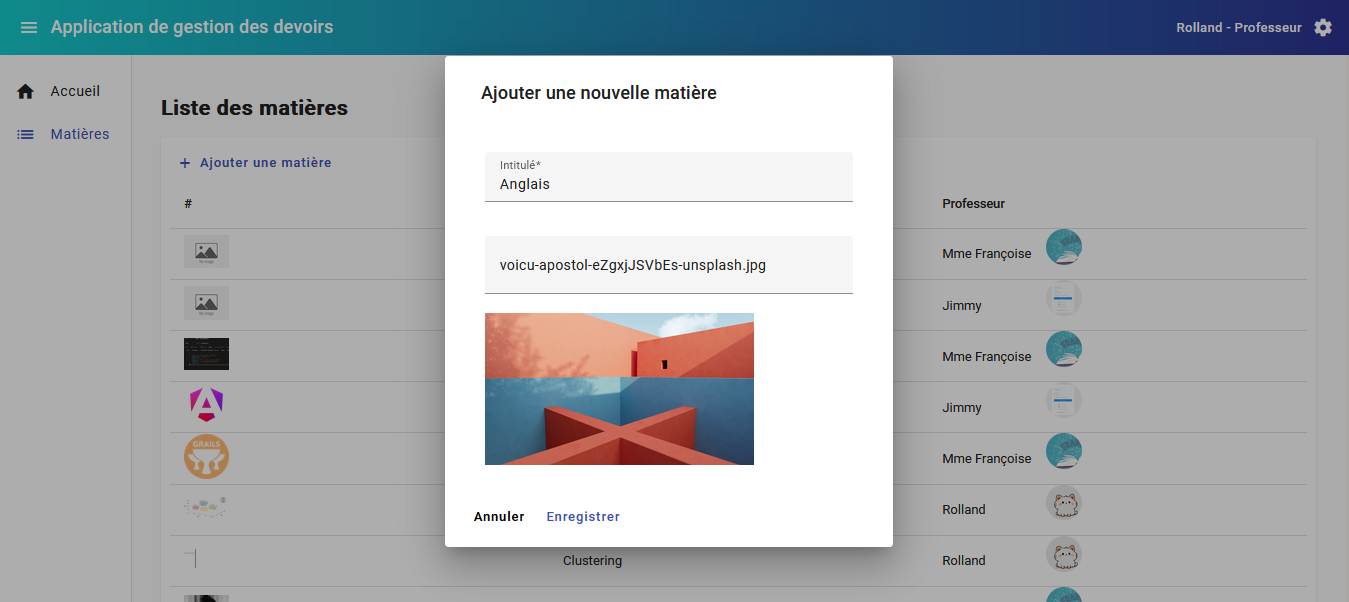 Application de gestion des devoirs
Rolland - Professeur
Accueil
Matières
Liste des matières
+ Ajouter une matière
#
Professeur
Mme Françoise
Jimmy
Mme Françoise
Jimmy
GRAILS
Mme Françoise
Rolland
Clustering
Rolland
Ajouter une nouvelle matière
Intitulé*
Anglais
voicu-apostol-eZgxjJSVbEs-unsplash.jpg
Annuler
Enregistrer